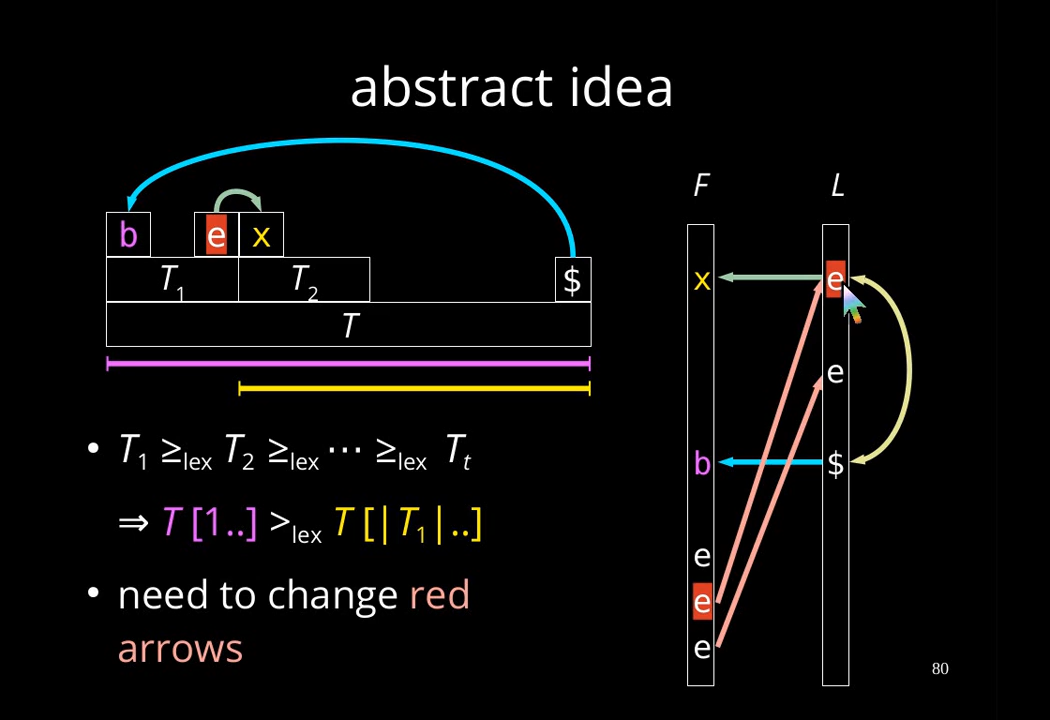 abstract idea
F L
b e x
T1 T2 $
T
x e
e
b $
e
e
e
• T1 ≥lex T2 ≥lex ⋯ ≥lex Tt
⇒ T [1..] >lex T [|T1|..]
• need to change red
arrows
80